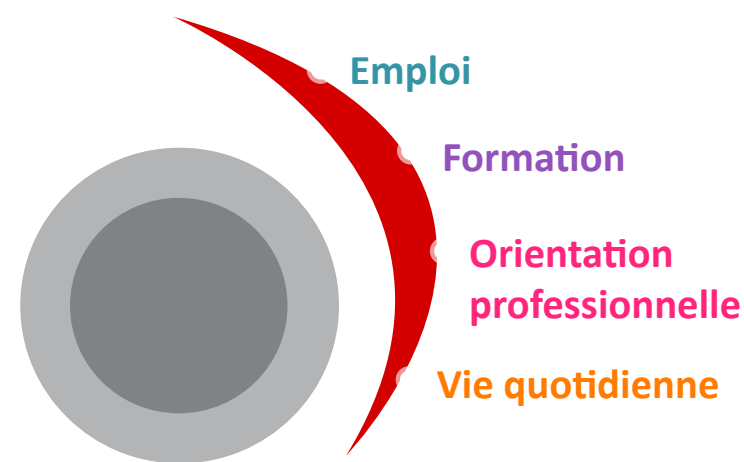 Emploi
Formation
Orientation
professionnelle
Vie quotidienne